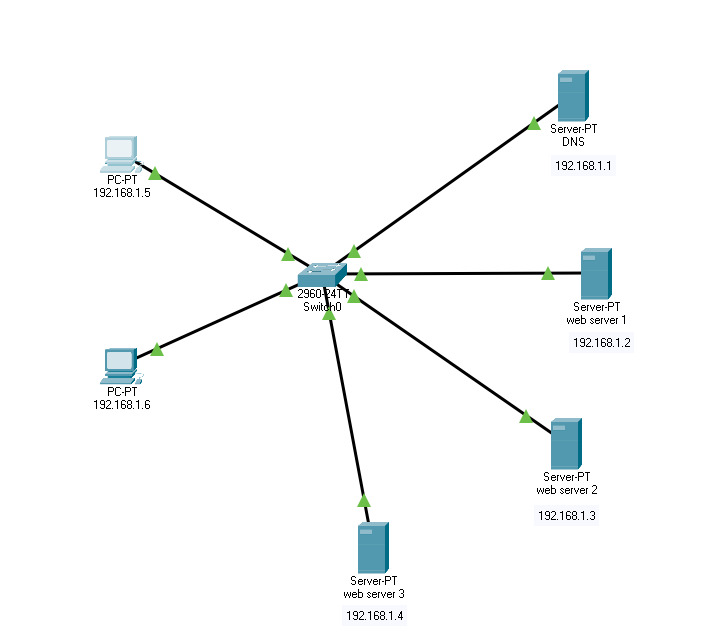 Server-PT
DNS
192.168.1.1
PC-PT
192.168.1.5
2960-24TT
Switch0
Server-PT
web server 1
192.168.1.2
PC-PT
192.168.1.6
Server-PT
web server 2
192.168.1.3
Server-PT
web server 3
192.168.1.4